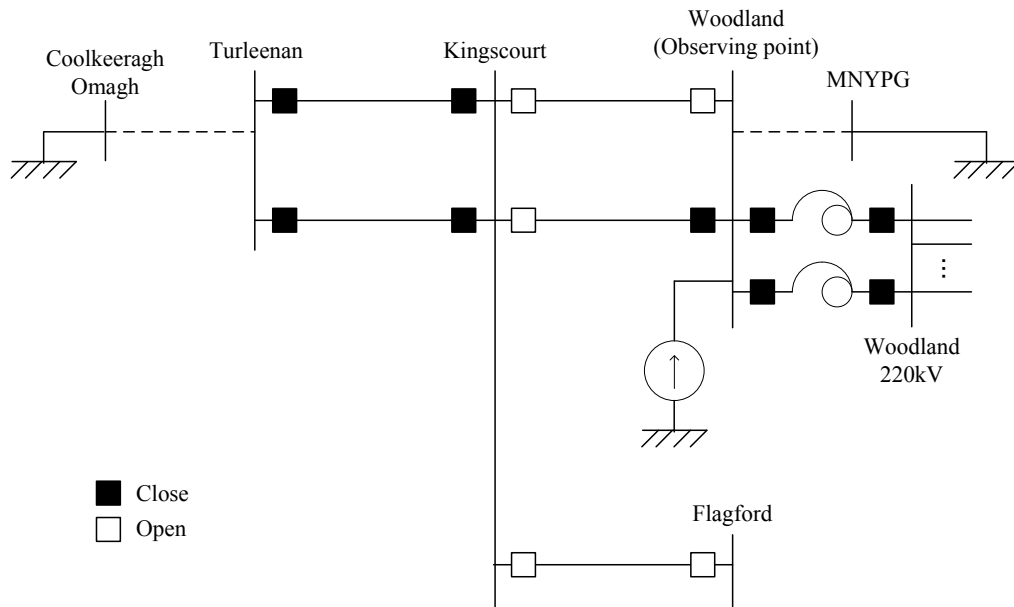 Coolkeeragh
Omagh
Turleenan
Kingscourt
Woodland
(Observing point)
MNYPG
Woodland
220kV
Close
Open
Flagford